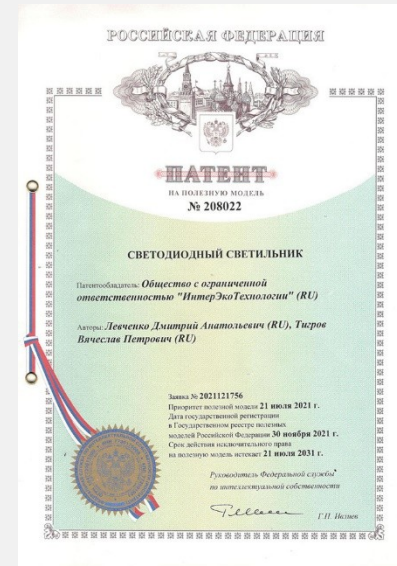 РОССИЙСКАЯ ФЕДЕРАЦИЯ
ПАТЕНТ
НА ПОЛЕЗНУЮ МОДЕЛЬ
№ 208022
СВЕТОДИОДНЫЙ СВЕТИЛЬНИК
Патентообладатель: Общество с ограниченной
ответственностью "ИнтерЭкоТехнологии" (RU)
Авторы: Левченко Дмитрий Анатольевич (RU), Тигров
Вячеслав Петрович (RU)
Заявка № 2021121756
Приоритет полезной модели 21 июля 2021 г.
Дата государственной регистрации
в Государственном реестре полезных
моделей Российской Федерации 30 ноября 2021 г.
Срок действия исключительного права
на полезную модель истекает 21 июля 2031 г.
Руководитель Федеральной службы
по интеллектуальной собственности
Г.П. Ивлиев